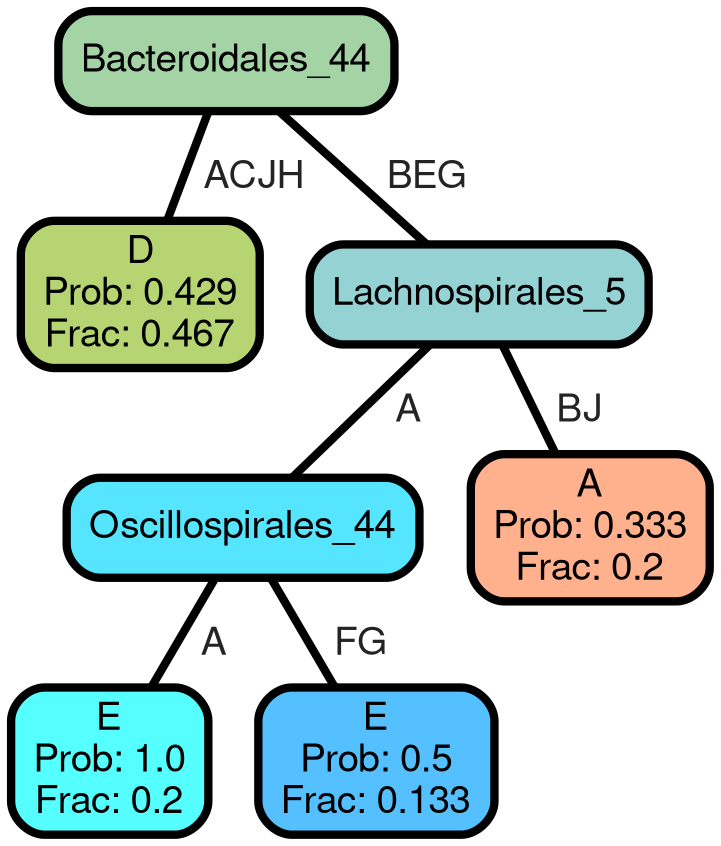 Bacteroidales_44
ACJH
BEG
D
Prob: 0.429
Frac: 0.467
Lachnospirales_5
A
BJ
Oscillospirales_44
A
Prob: 0.333
Frac: 0.2
A
FG
E
Prob: 1.0
Frac: 0.2
E
Prob: 0.5
Frac: 0.133